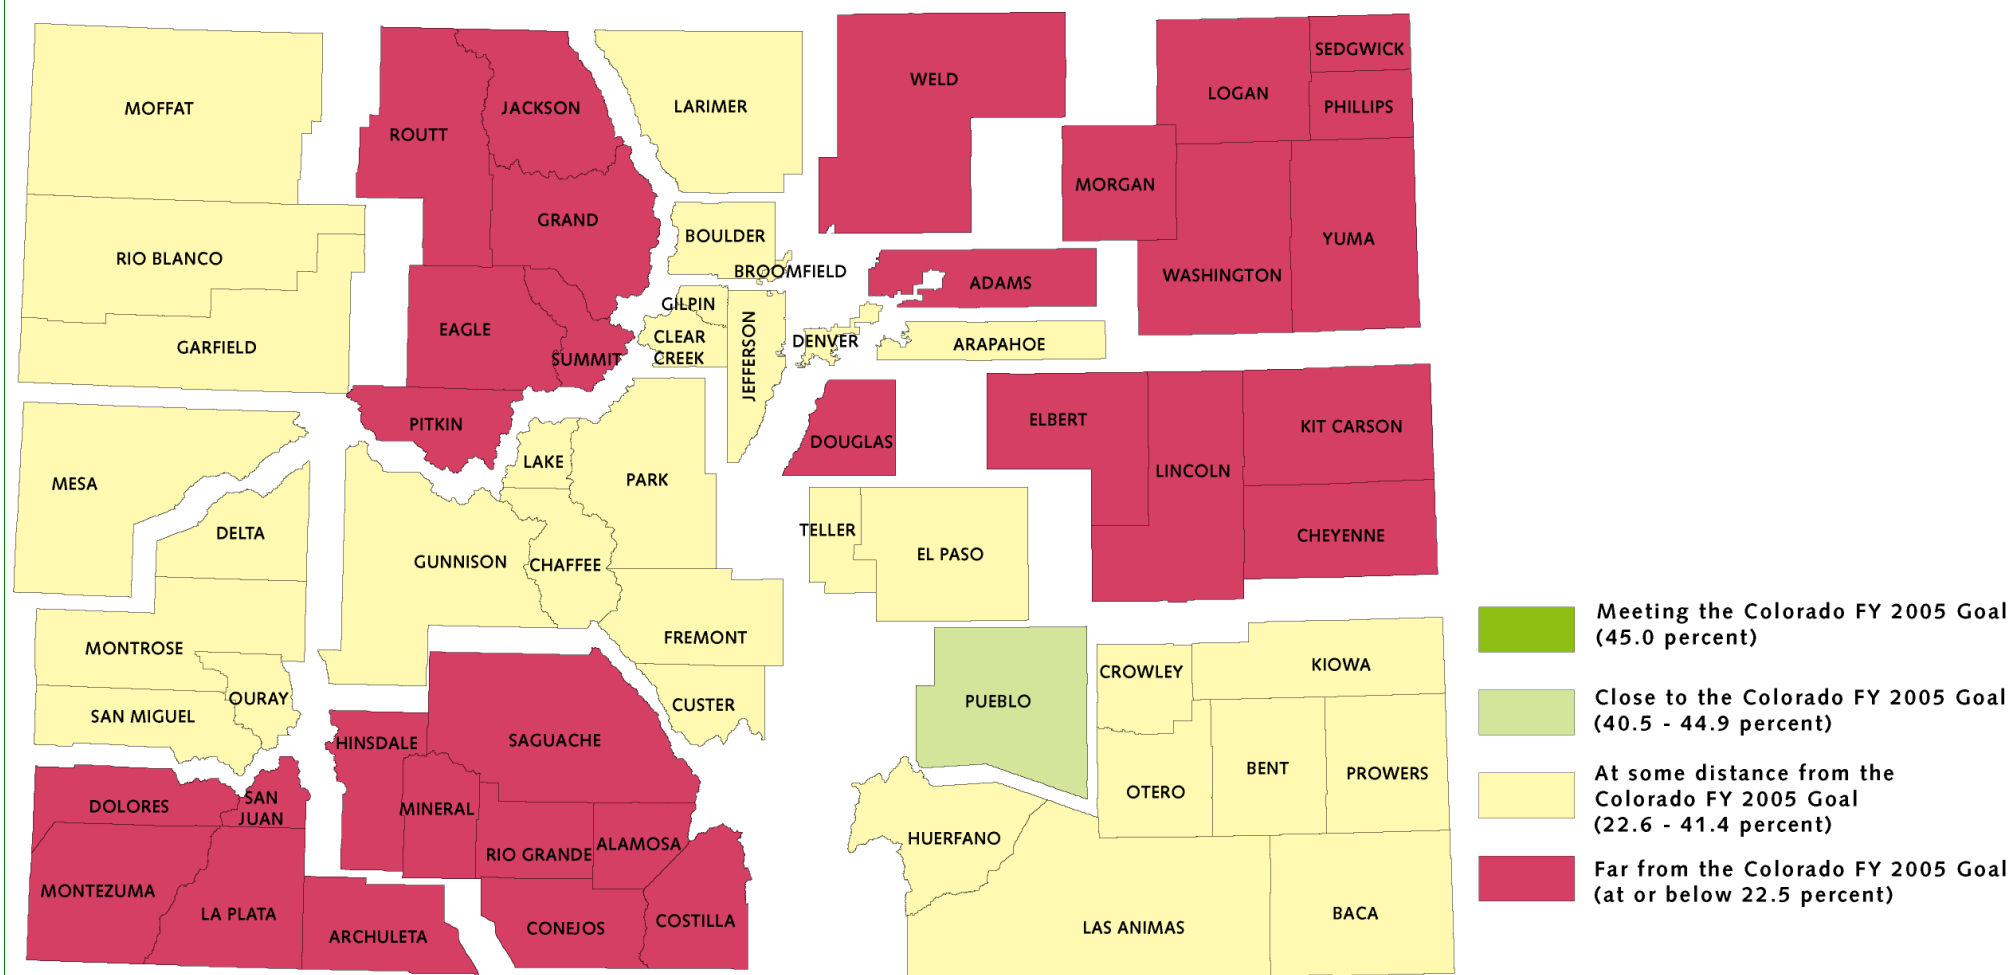 SEDGWICK
WELD
LOGAN
MOFFAT
JACKSON
LARIMER
PHILLIPS
ROUTT
MORGAN
GRAND
BOULDER
YUMA
RIO BLANCO
BROOMFIELD
WASHINGTON
ADAMS
GILPIN
EAGLE
CLEAR
CREEK
JEFFERSON
DENVER
ARAPAHOE
GARFIELD
SUMMIT
PITKIN
ELBERT
KIT CARSON
DOUGLAS
LAKE
LINCOLN
MESA
PARK
DELTA
TELLER
CHEYENNE
GUNNISON
CHAFFEE
EL PASO
Meeting the Colorado FY 2005 Goal
(45.0 percent)
MONTROSE
FREMONT
CROWLEY
KIOWA
OURAY
SAN MIGUEL
CUSTER
PUEBLO
Close to the Colorado FY 2005 Goal
(40.5 - 44.9 percent)
HINSDALE
SAGUACHE
BENT
PROWERS
At some distance from the
Colorado FY 2005 Goal
(22.6 - 41.4 percent)
DOLORES
SAN
JUAN
MINERAL
OTERO
RIO GRANDE
ALAMOSA
HUERFANO
Far from the Colorado FY 2005 Goal
(at or below 22.5 percent)
MONTEZUMA
LA PLATA
ARCHULETA
CONEJOS
COSTILLA
LAS ANIMAS
BACA